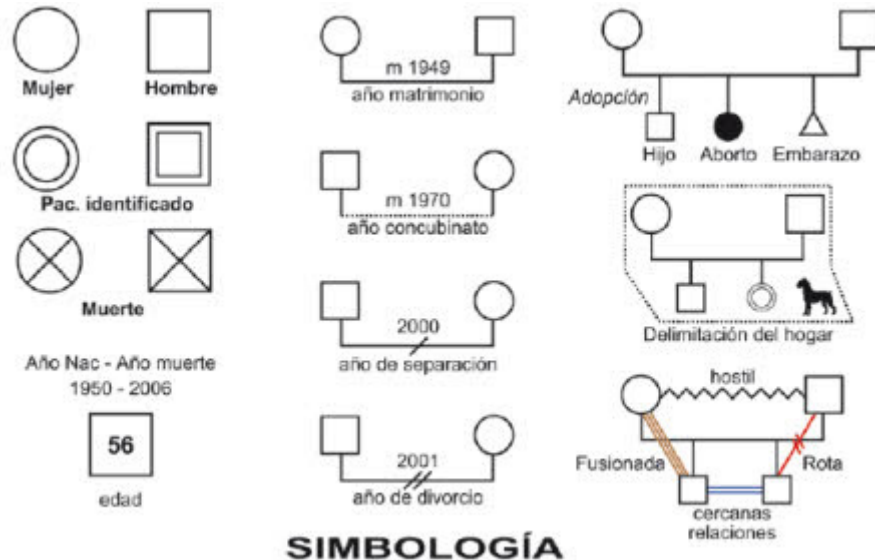 Mujer
Hombre
Pac. identificado
Muerte
Año Nac - Año muerte
1950 - 2006
56
edad
m 1949
año matrimonio
m 1970
año concubinato
2000
año de separación
2001
año de divorcio
Adopción
Hijo
Aborto
Embarazo
Delimitación del hogar
hostil
Fusionada
Rota
cercanas
relaciones
SIMBOLOGÍA